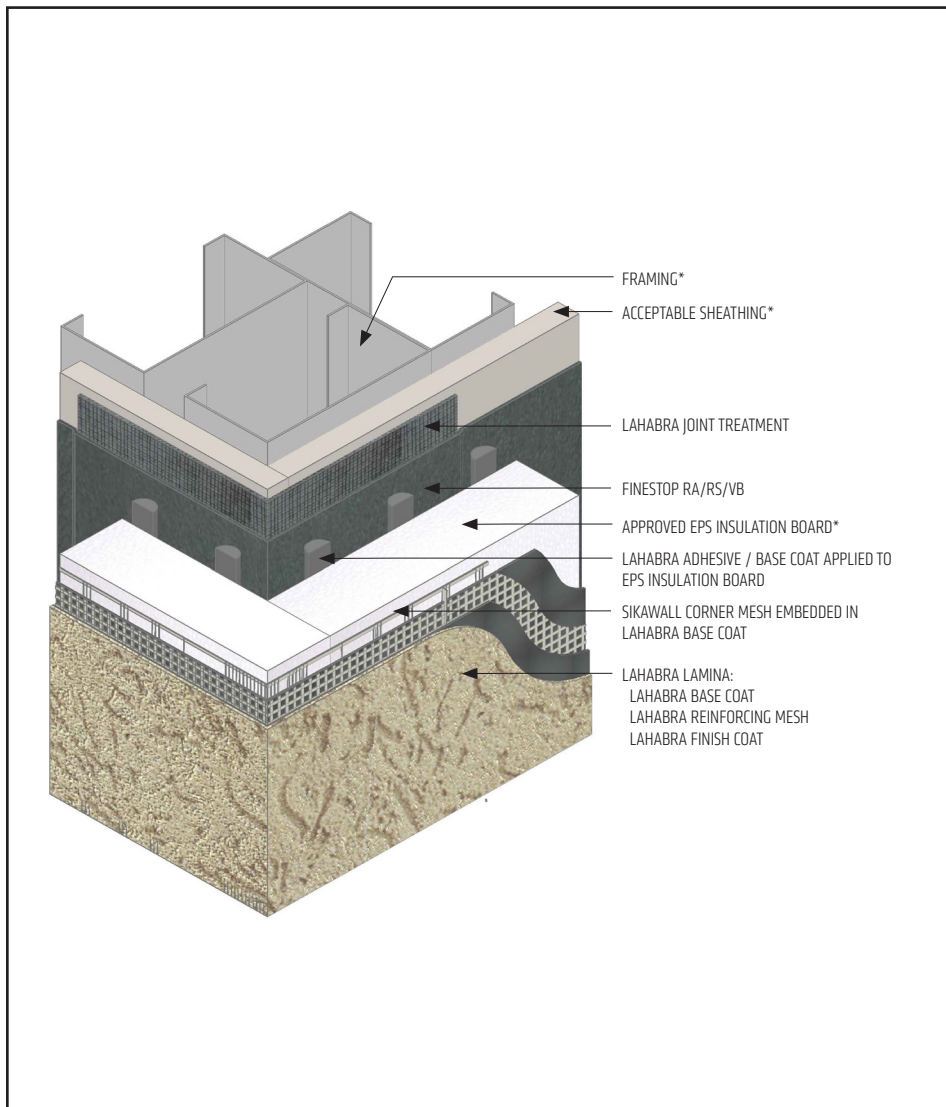 FRAMING*
ACCEPTABLE SHEATHING*
LAHABRA JOINT TREATMENT
FINESTOP RA/RS/VB
APPROVED EPS INSULATION BOARD*
LAHABRA ADHESIVE / BASE COAT APPLIED TO
EPS INSULATION BOARD
SIKAWALL CORNER MESH EMBEDDED IN
LAHABRA BASE COAT
LAHABRA LAMINA:
LAHABRA BASE COAT
LAHABRA REINFORCING MESH
LAHABRA FINISH COAT